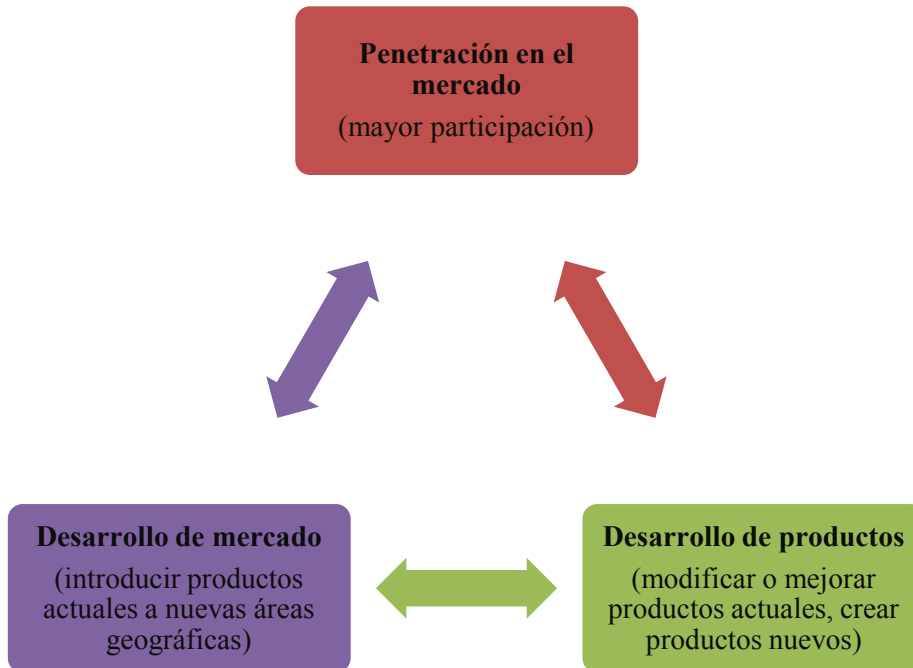 Penetración en el
mercado
(mayor participación)
Desarrollo de mercado
(introducir productos
actuales a nuevas áreas
geográficas)
Desarrollo de productos
(modificar o mejorar
productos actuales, crear
productos nuevos)